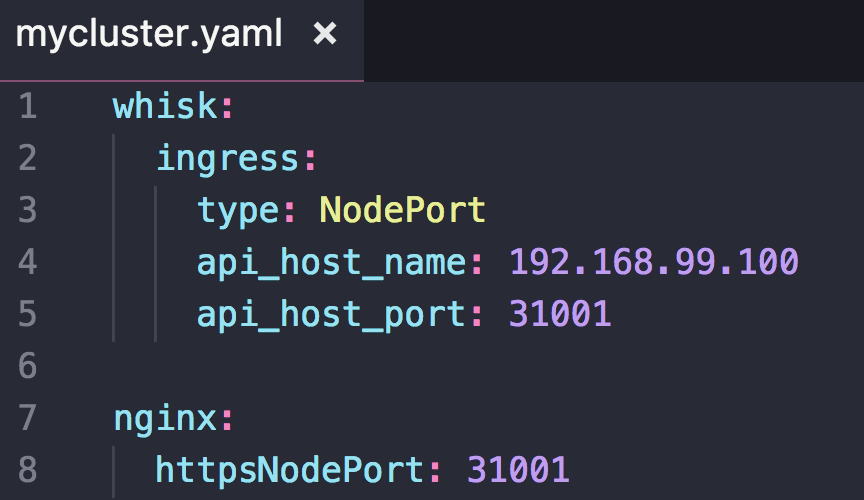 mycluster.yaml ×
1 whisk:
2   ingress:
3     type: NodePort
4     api_host_name: 192.168.99.100
5     api_host_port: 31001
6
7 nginx:
8   httpsNodePort: 31001